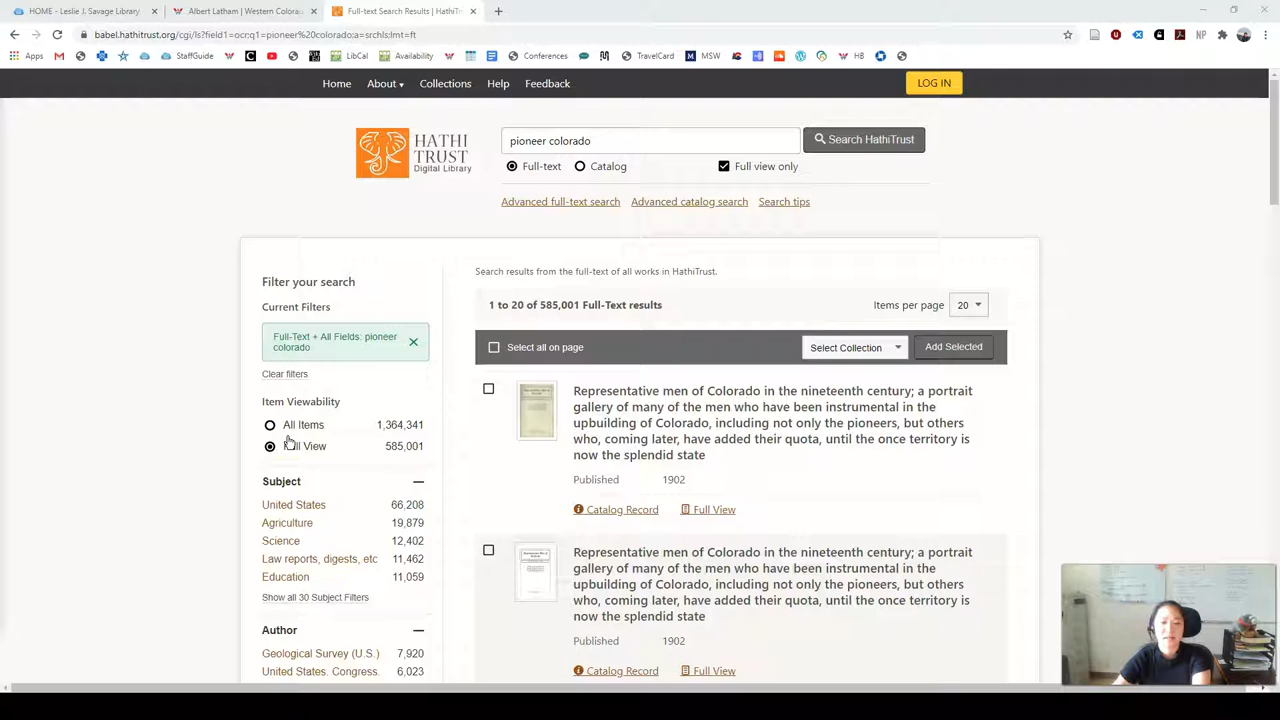 HOME - Leslie J. Savage Library
Albert Latham | Western Colora
Full-text Search Results | HathiTr
babel.hathitrust.org/cgi/ls?field1=ocr;q1=pioneer%20colorado;a=srchls;lmt=ft
Apps StaffGuide LibCal Availability Conferences TravelCard MSW HB
Home About Collections Help Feedback LOG IN
HATHI TRUST Digital Library
pioneer colorado Search HathiTrust
Full-text Catalog Full view only
Advanced full-text search Advanced catalog search Search tips
Filter your search
Current Filters
Full-Text + All Fields: pioneer
colorado
Clear filters
Item Viewability
All Items 1,364,341
Full View 585,001
Subject
United States 66,208
Agriculture 19,879
Science 12,402
Law reports, digests, etc 11,462
Education 11,059
Show all 30 Subject Filters
Author
Geological Survey (U.S.) 7,920
United States. Congress. 6,023
Search results from the full-text of all works in HathiTrust.
1 to 20 of 585,001 Full-Text results Items per page 20
Select all on page Select Collection Add Selected
Representative men of Colorado in the nineteenth century; a portrait
gallery of many of the men who have been instrumental in the
upbuilding of Colorado, including not only the pioneers, but others
who, coming later, have added their quota, until the once territory is
now the splendid state
Published 1902
Catalog Record Full View
Representative men of Colorado in the nineteenth century; a portrait
gallery of many of the men who have been instrumental in the
upbuilding of Colorado, including not only the pioneers, but others
who, coming later, have added their quota, until the once territory is
now the splendid state
Published 1902
Catalog Record Full View